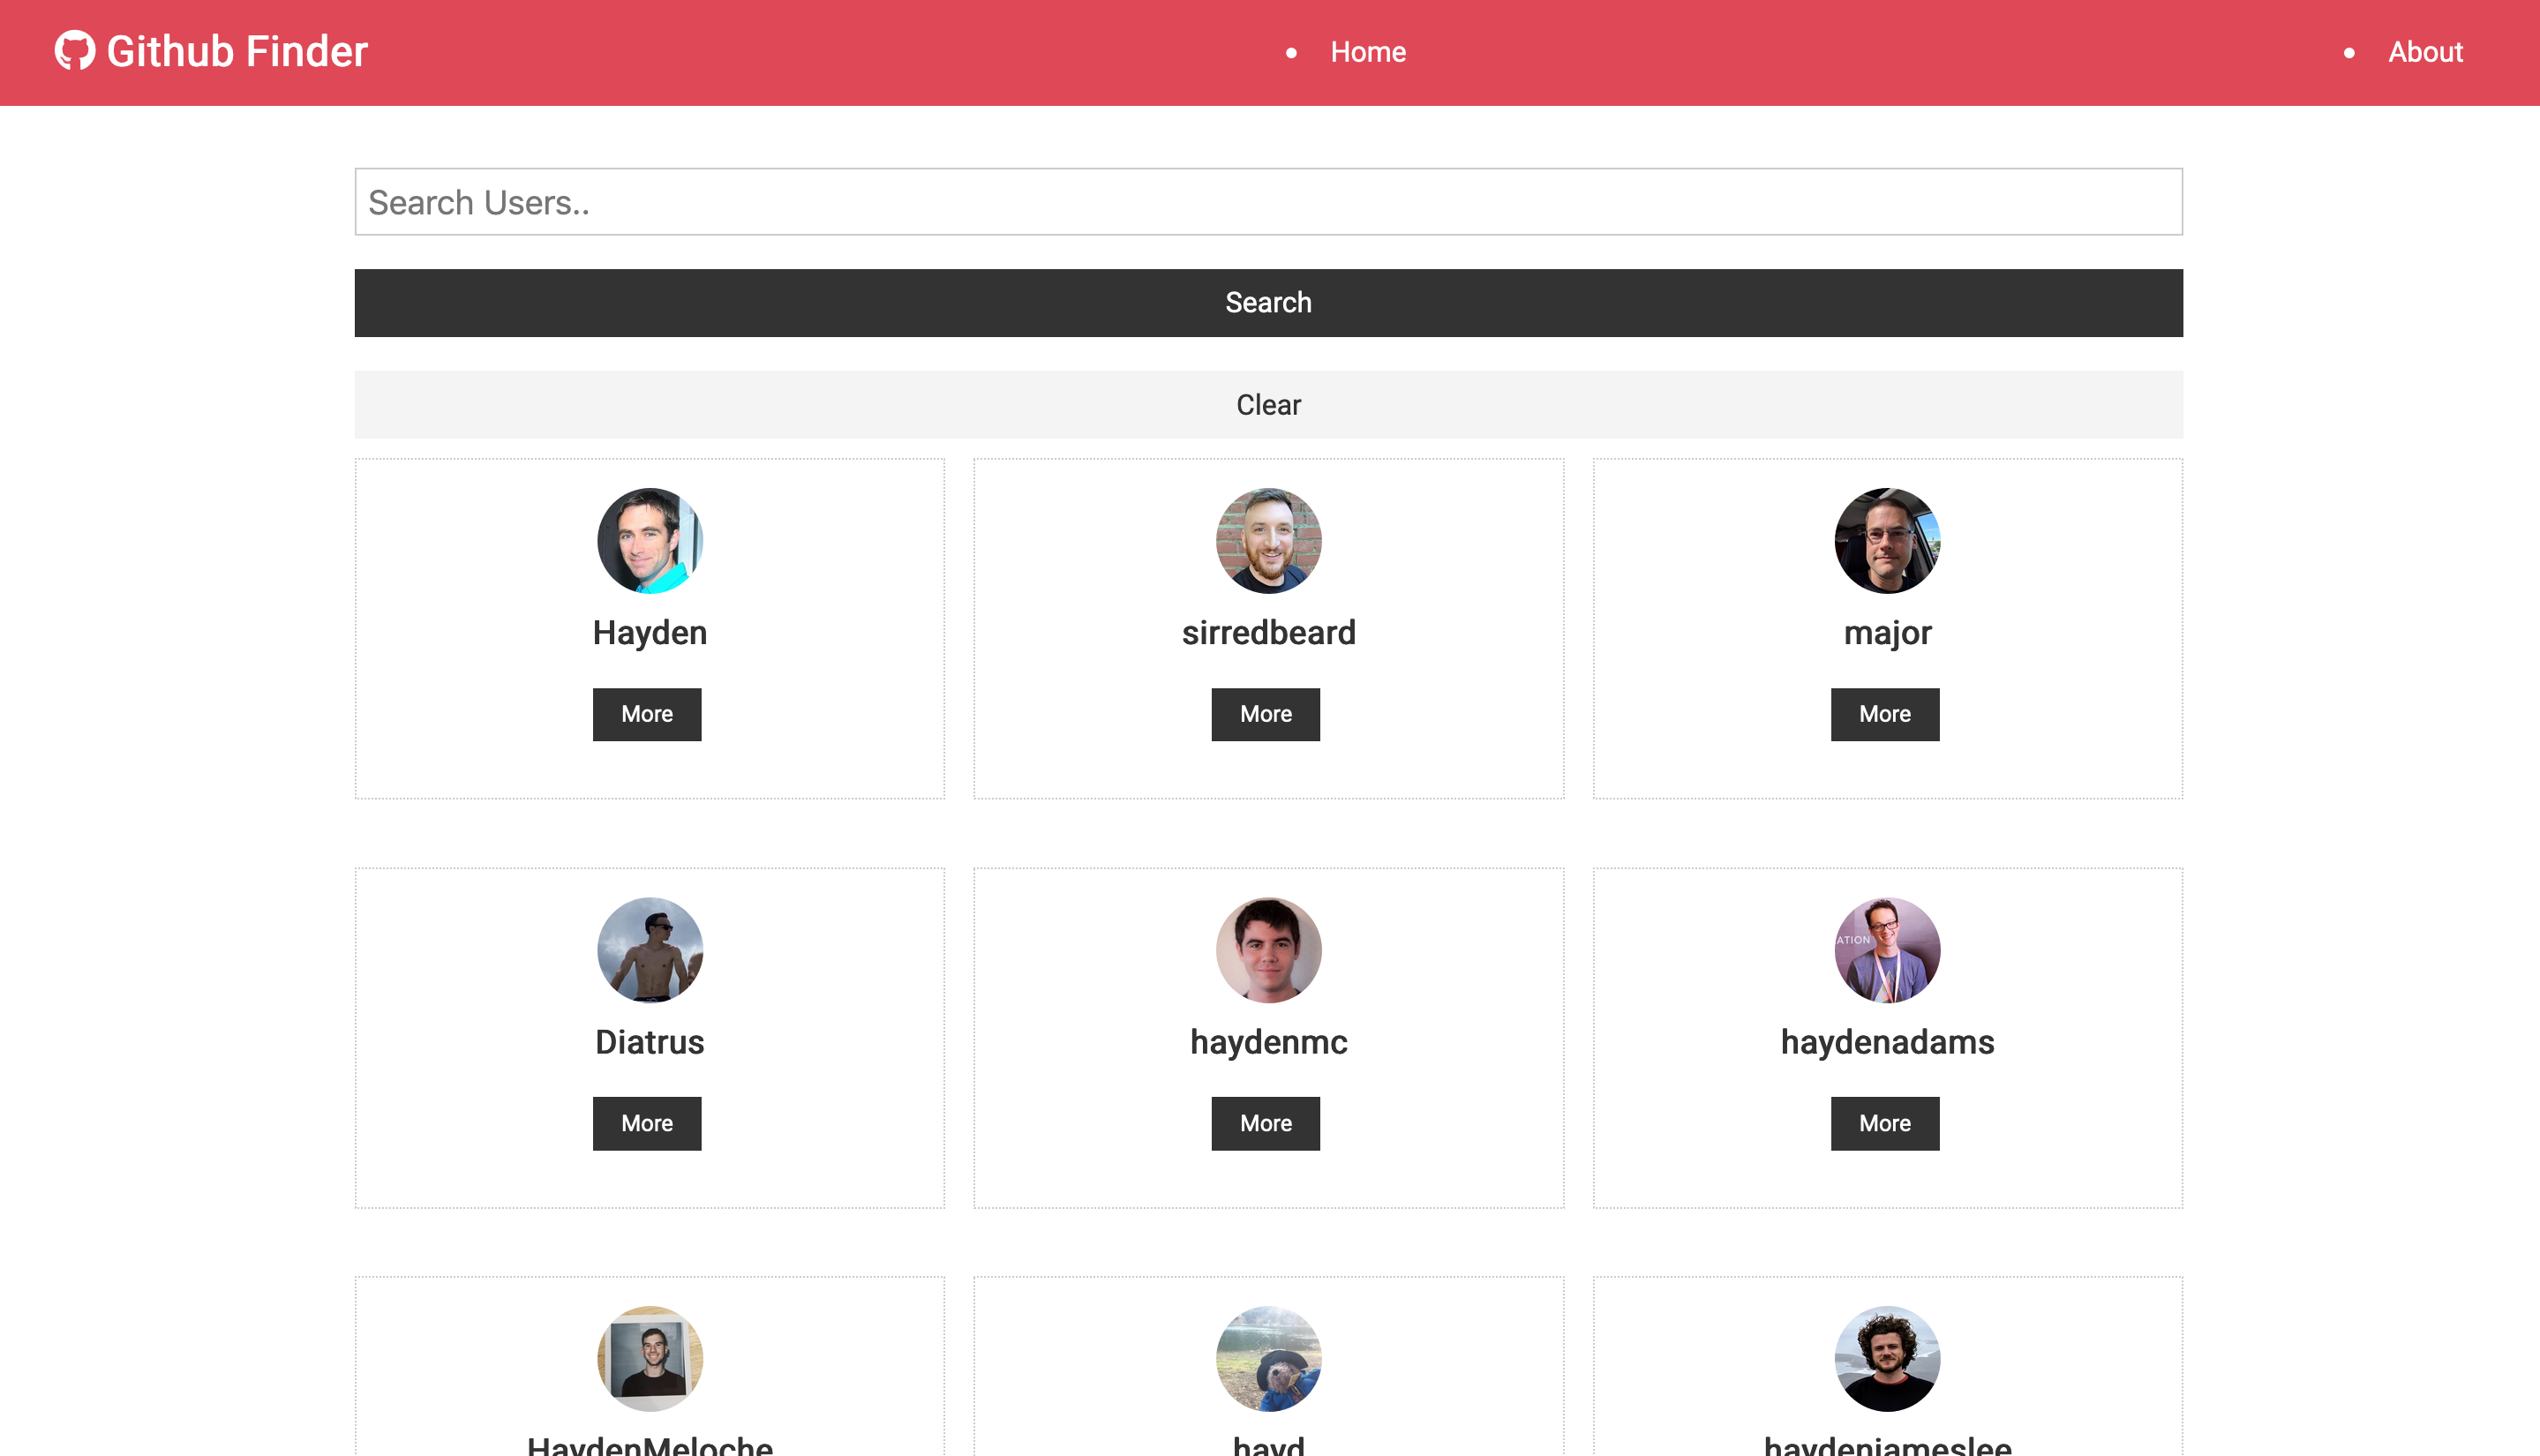 Github Finder
Home
About
Search Users..
Search
Clear
Hayden
sirredbeard
major
More
More
More
ATION
Diatrus
haydenmc
haydenadams
More
More
More
HaydenMeloche
hayd
haydenjameslee